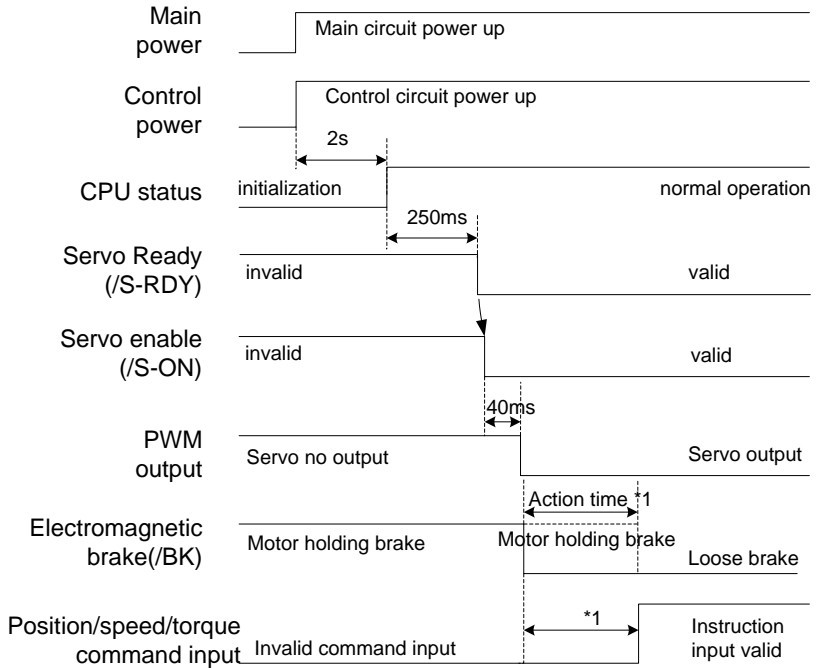 Main
power
Main circuit power up
Control
power
Control circuit power up
2s
CPU status
initialization
normal operation
250ms
Servo Ready
(/S-RDY)
invalid
valid
Servo enable
(/S-ON)
invalid
valid
40ms
PWM
output
Servo no output
Servo output
Action time *1
Electromagnetic
brake(/BK)
Motor holding brake
Motor holding brake
Loose brake
Position/speed/torque
command input
Invalid command input
*1
Instruction
input valid